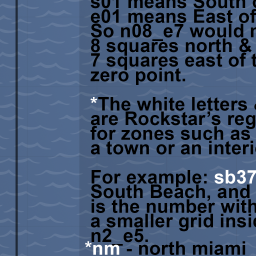 s01 means South
e01 means East of
So n08_e7 would
8 squares north &
7 squares east of
zero point.
*The white letters
are Rockstar's reg
for zones such as
a town or an interi
For example: sb37
South Beach, and
is the number with
a smaller grid insi
n2_e5.
*nm - north miami